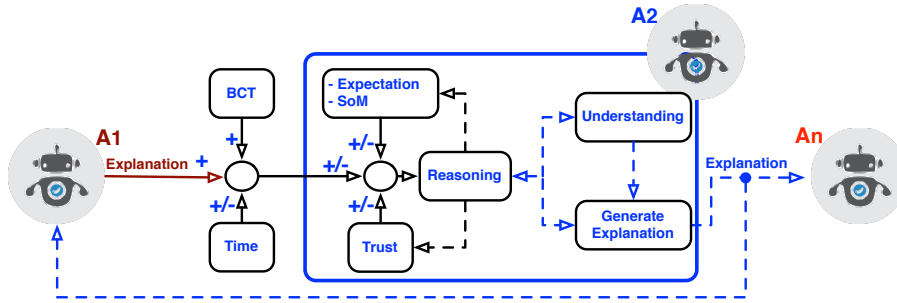 A2
A1
An
BCT
- Expectation
- SoM
Understanding
Explanation +
+
+/-
+/-
+/-
+/-
Reasoning
Explanation
Time
Trust
Generate
Explanation